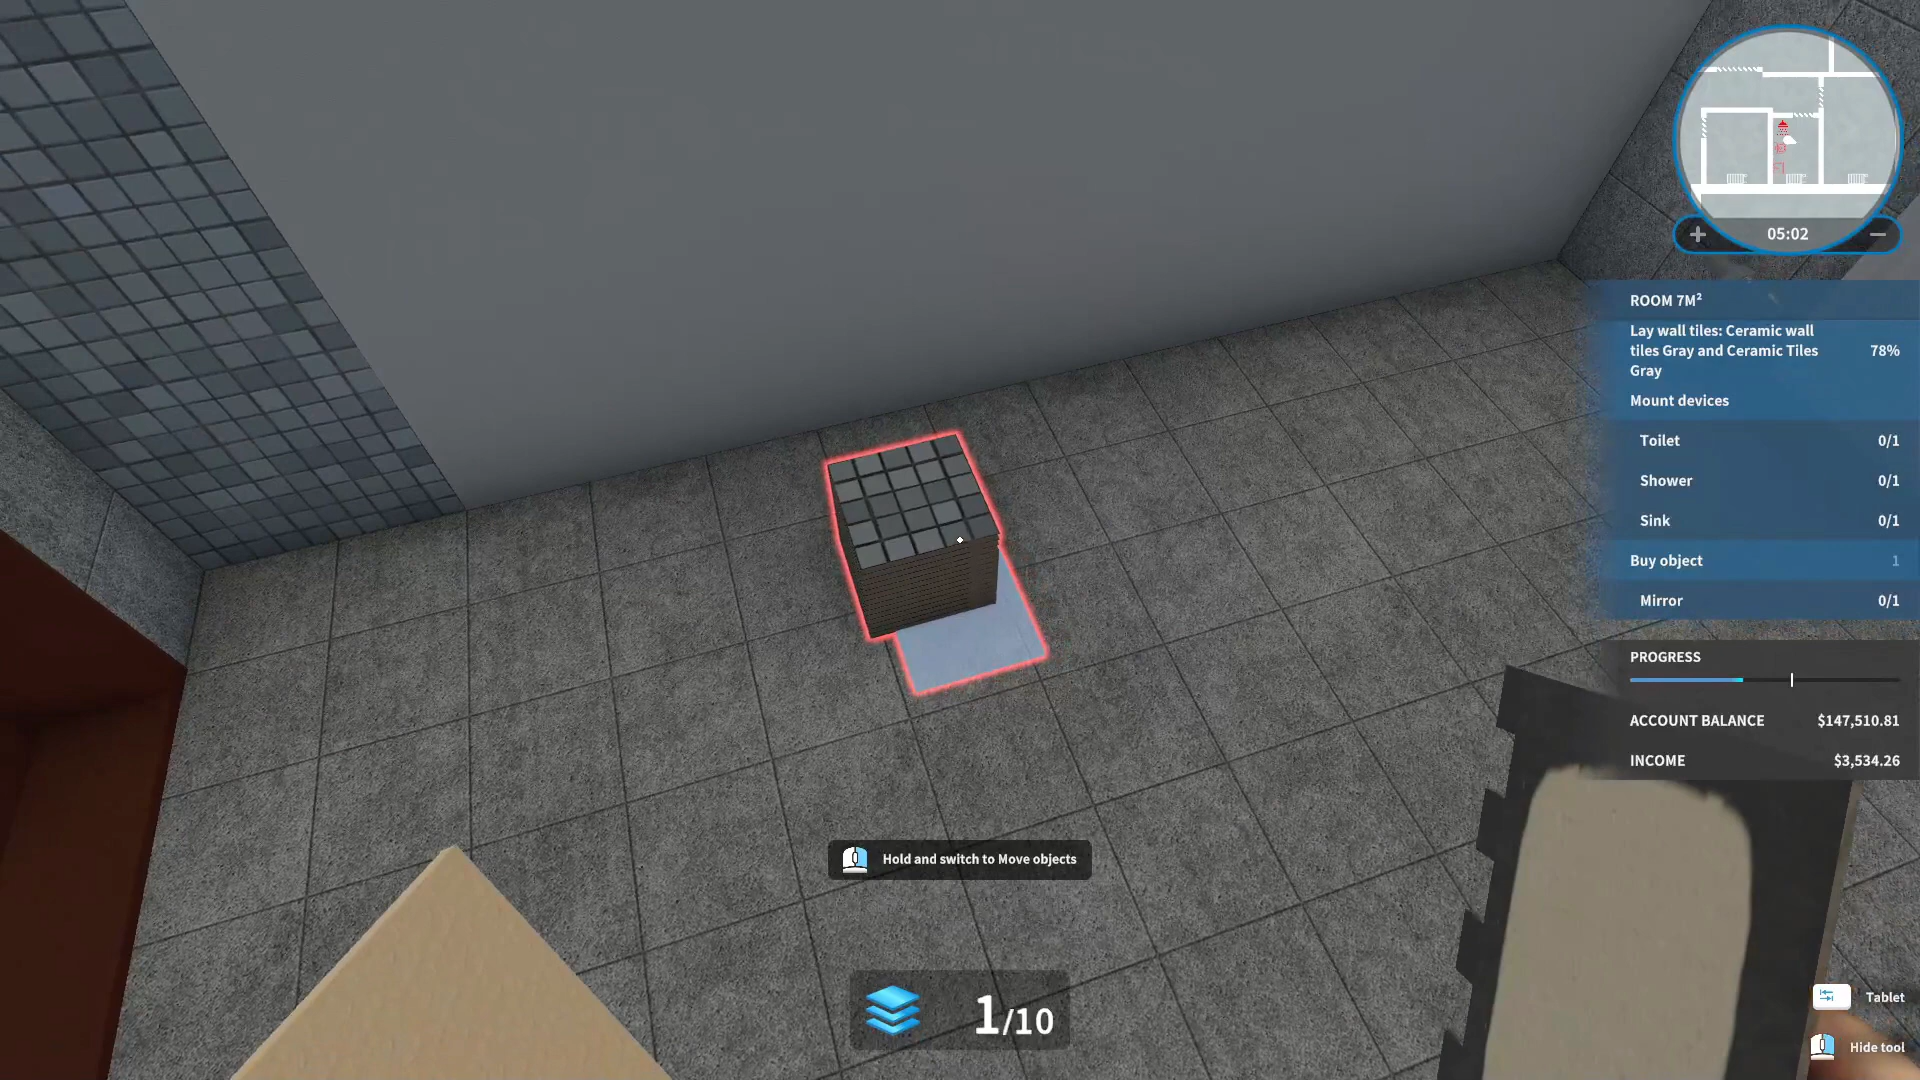 05:02
ROOM 7M²
Lay wall tiles: Ceramic wall
tiles Gray and Ceramic Tiles
Gray
78%
Mount devices
Toilet 0/1
Shower 0/1
Sink 0/1
Buy object 1
Mirror 0/1
PROGRESS
ACCOUNT BALANCE $147,510.81
INCOME $3,534.26
Hold and switch to Move objects
1/10
Tablet
Hide tool